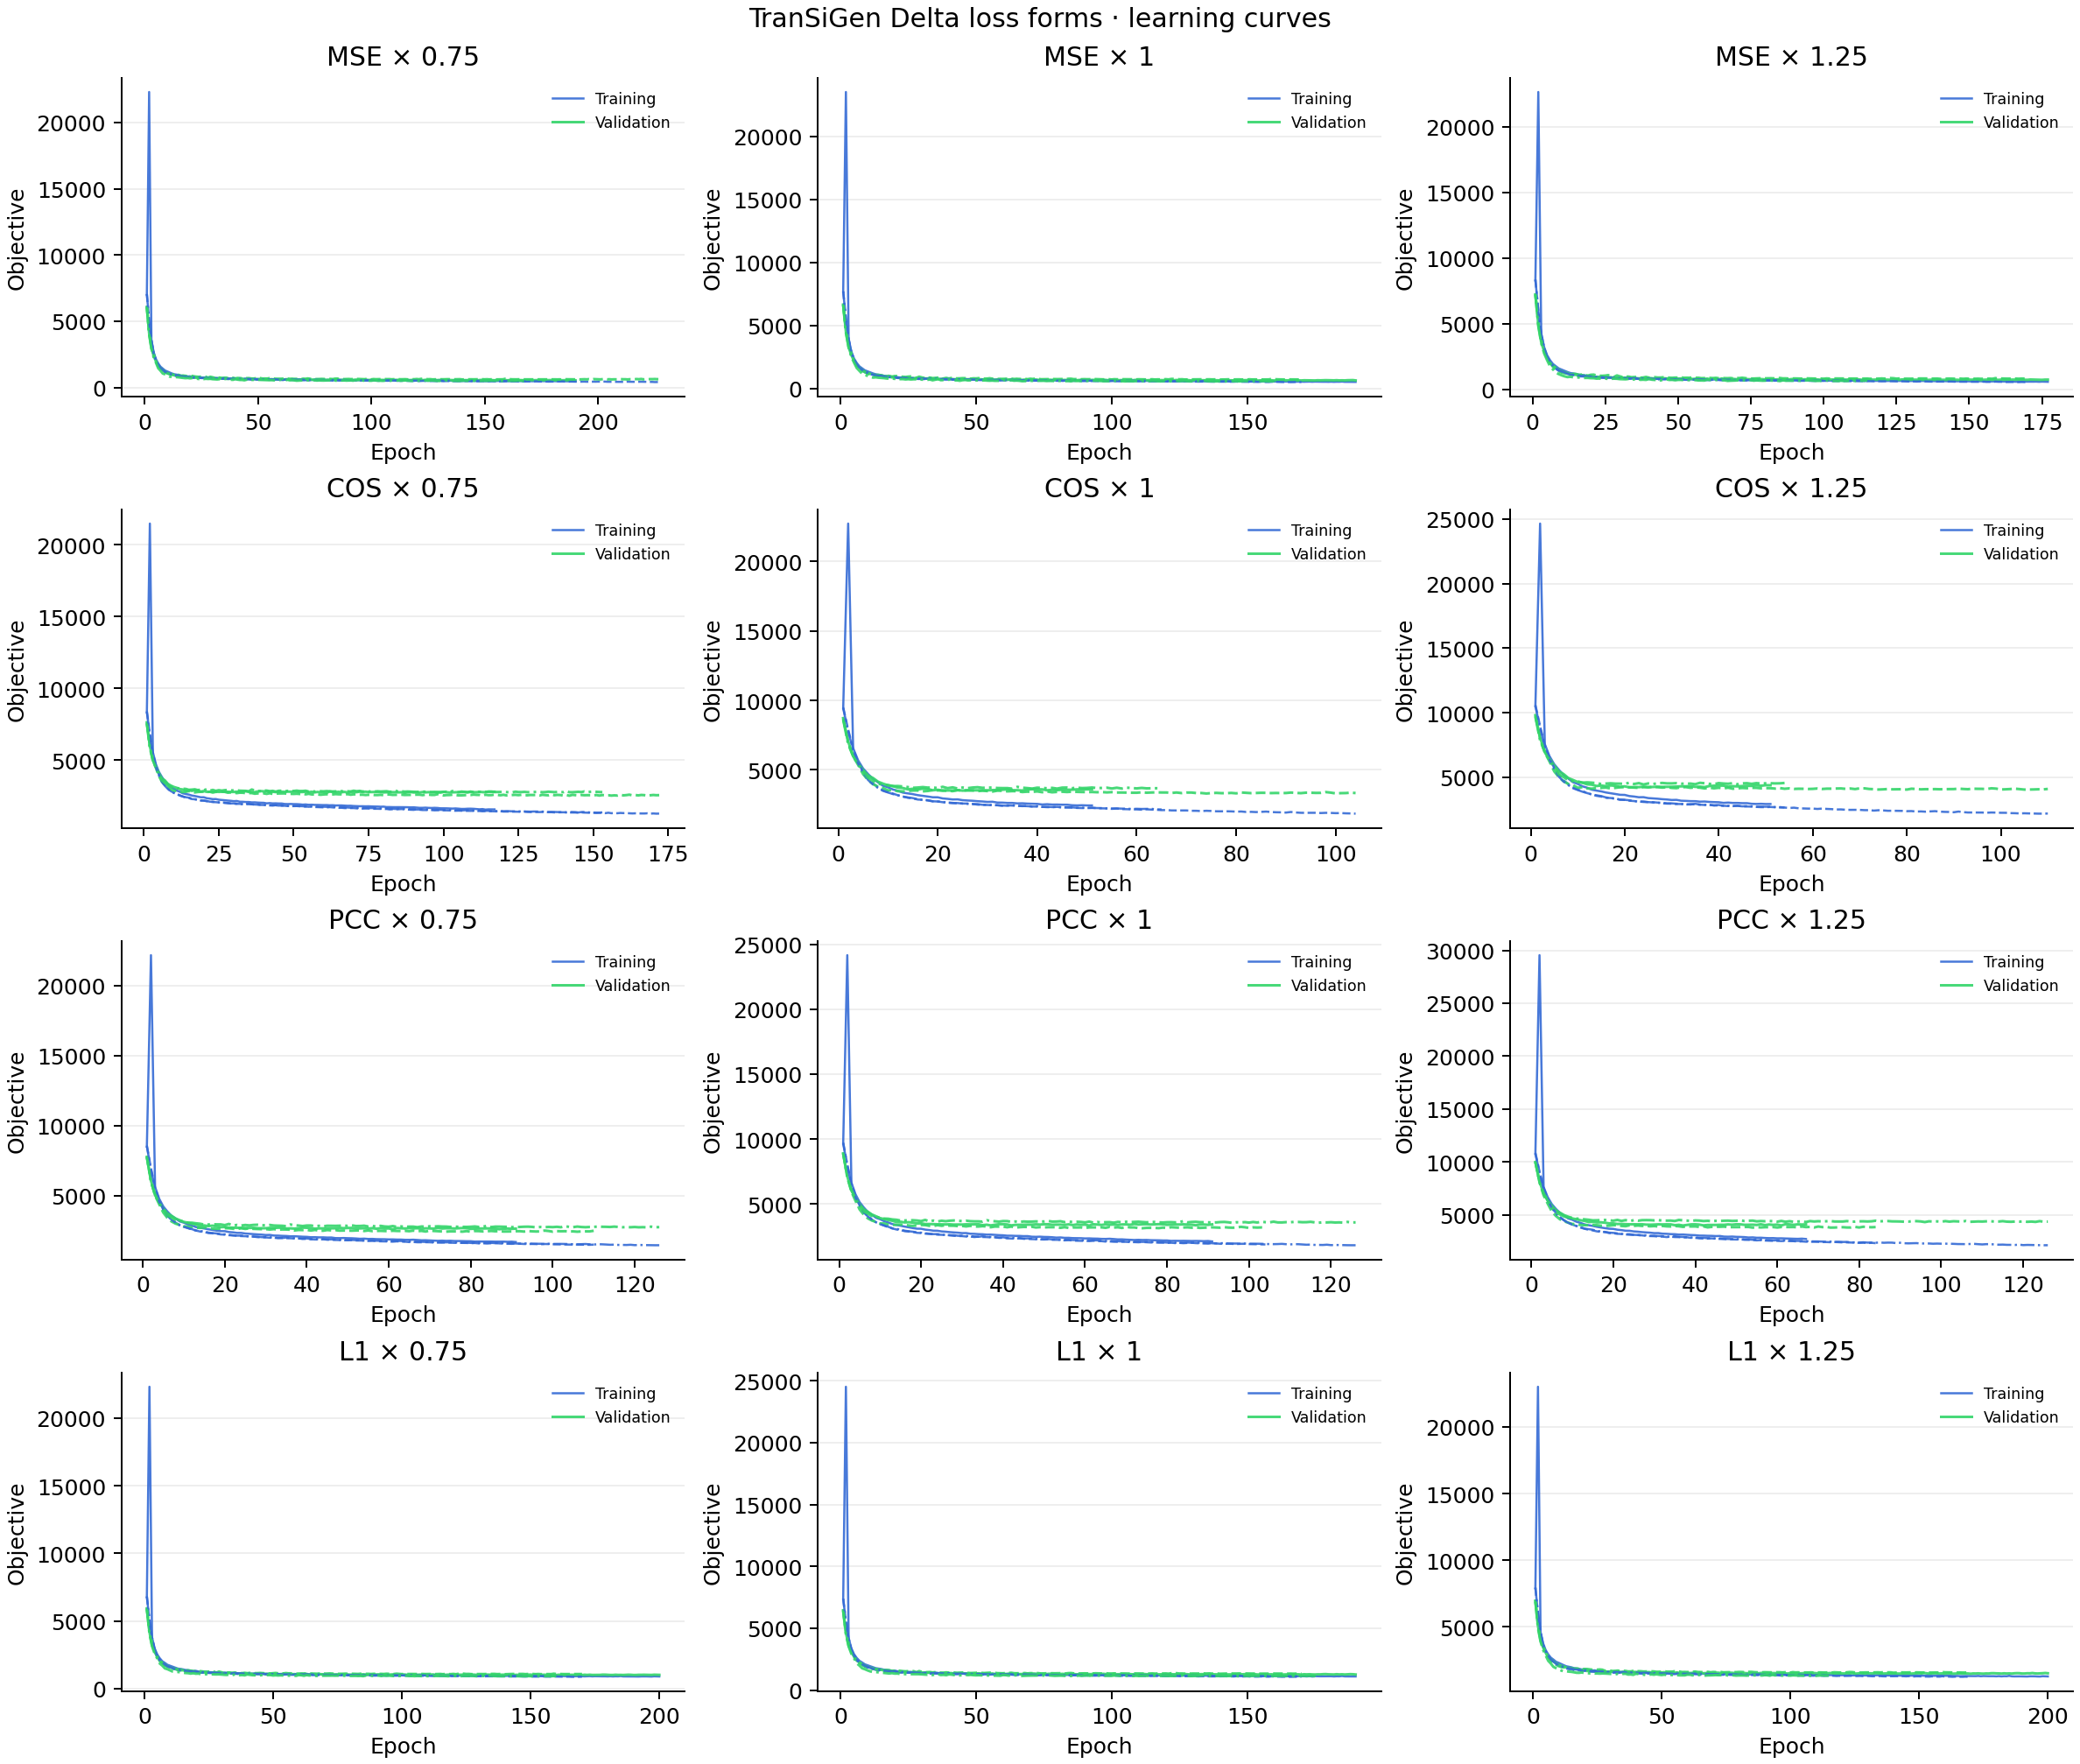 TranSiGen Delta loss forms · learning curves
MSE × 0.75
MSE × 1
MSE × 1.25
Objective
20000
15000
10000
5000
0
Training
Validation
0 50 100 150 200
Epoch
Objective
20000
15000
10000
5000
0
Training
Validation
0 50 100 150
Epoch
Objective
20000
15000
10000
5000
0
Training
Validation
0 25 50 75 100 125 150 175
Epoch
COS × 0.75
COS × 1
COS × 1.25
Objective
20000
15000
10000
5000
Training
Validation
0 25 50 75 100 125 150 175
Epoch
Objective
20000
15000
10000
5000
Training
Validation
0 20 40 60 80 100
Epoch
Objective
25000
20000
15000
10000
5000
Training
Validation
0 20 40 60 80 100
Epoch
PCC × 0.75
PCC × 1
PCC × 1.25
Objective
20000
15000
10000
5000
Training
Validation
0 20 40 60 80 100 120
Epoch
Objective
25000
20000
15000
10000
5000
Training
Validation
0 20 40 60 80 100 120
Epoch
Objective
30000
25000
20000
15000
10000
5000
Training
Validation
0 20 40 60 80 100 120
Epoch
L1 × 0.75
L1 × 1
L1 × 1.25
Objective
20000
15000
10000
5000
0
Training
Validation
0 50 100 150 200
Epoch
Objective
25000
20000
15000
10000
5000
0
Training
Validation
0 50 100 150
Epoch
Objective
20000
15000
10000
5000
Training
Validation
0 50 100 150 200
Epoch